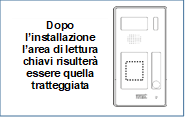 Dopo
l'installazione
l'area di lettura
chiavi risulterà
essere quella
tratteggiata